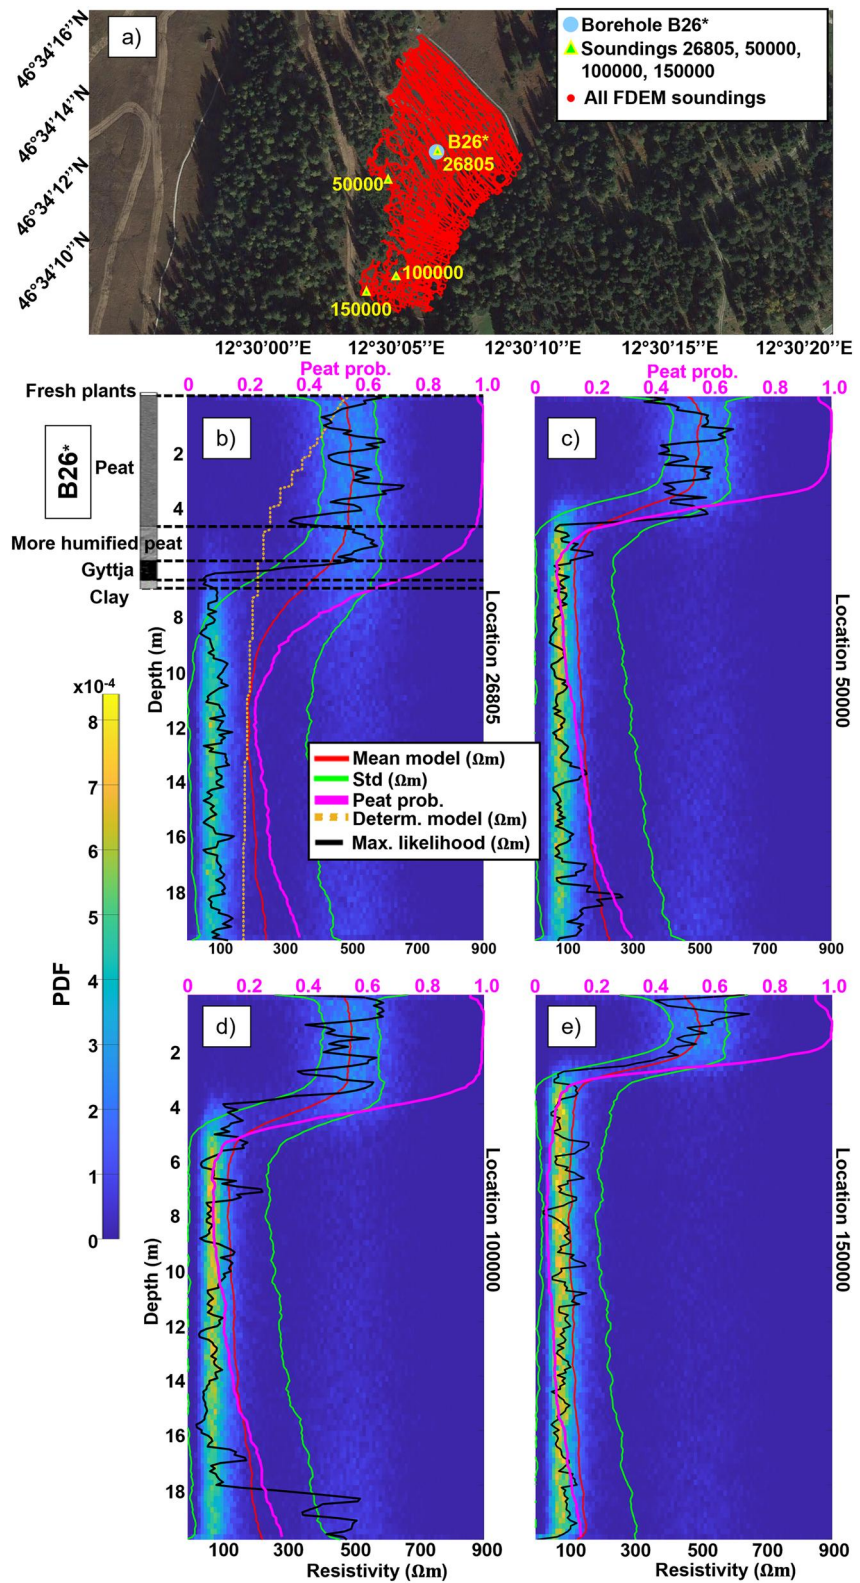 a)
Borehole B26*
Soundings 26805, 50000,
100000, 150000
All FDEM soundings
46°34'16''N
46°34'14''N
46°34'12''N
46°34'10''N
B26*
26805
50000
100000
150000
12°30'00''E
12°30'05''E
12°30'10''E
12°30'15''E
12°30'20''E
Peat prob.
Peat prob.
0 0.2 0.4 0.6 0.8 1.0
0 0.2 0.4 0.6 0.8 1.0
Fresh plants
B26*
Peat
More humified peat
Gyttja
Clay
b)
2
4
8
10
12
14
16
18
Depth (m)
Location 26805
c)
Location 50000
Mean model (Ωm)
Std (Ωm)
Peat prob.
Determ. model (Ωm)
Max. likelihood (Ωm)
100 300 500 700 900
100 300 500 700 900
x10-4
8
7
6
5
4
3
2
1
0
PDF
0 0.2 0.4 0.6 0.8 1.0
0 0.2 0.4 0.6 0.8 1.0
d)
2
4
6
8
10
12
14
16
18
Depth (m)
Location 100000
e)
Location 150000
100 300 500 700 900
100 300 500 700 900
Resistivity (Ωm)
Resistivity (Ωm)